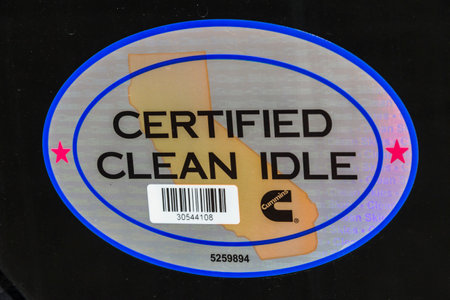 CERTIFIED
CLEAN IDLE
30544108
Cummins
5259894